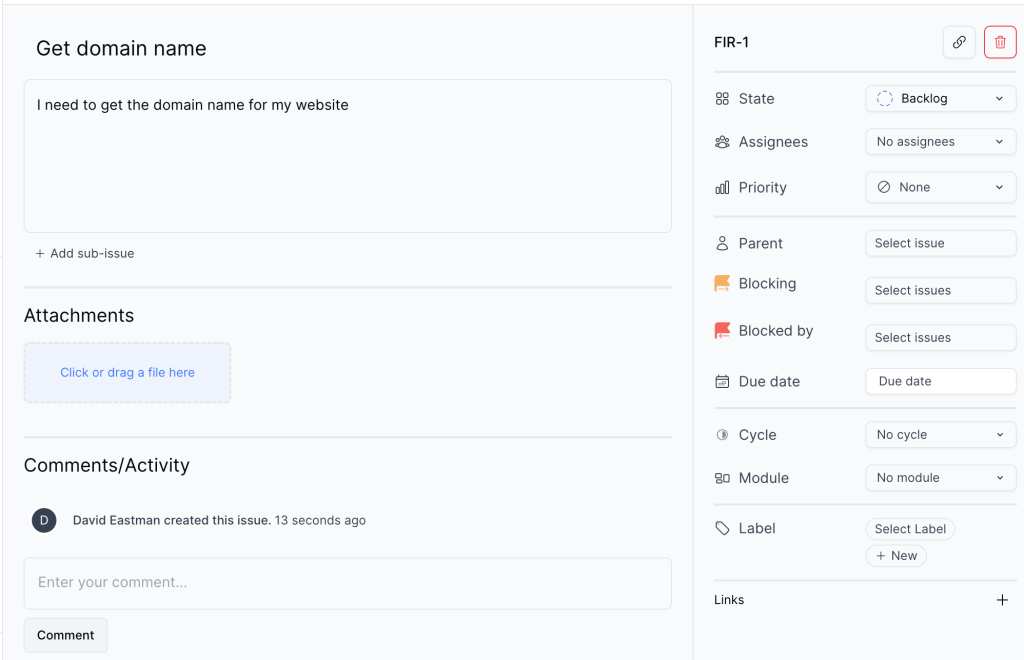 Get domain name
I need to get the domain name for my website
+ Add sub-issue
Attachments
Click or drag a file here
Comments/Activity
D
David Eastman created this issue. 13 seconds ago
Enter your comment...
Comment
FIR-1
State Backlog
Assignees No assignees
Priority None
Parent Select issue
Blocking Select issues
Blocked by Select issues
Due date Due date
Cycle No cycle
Module No module
Label Select Label
+ New
Links +